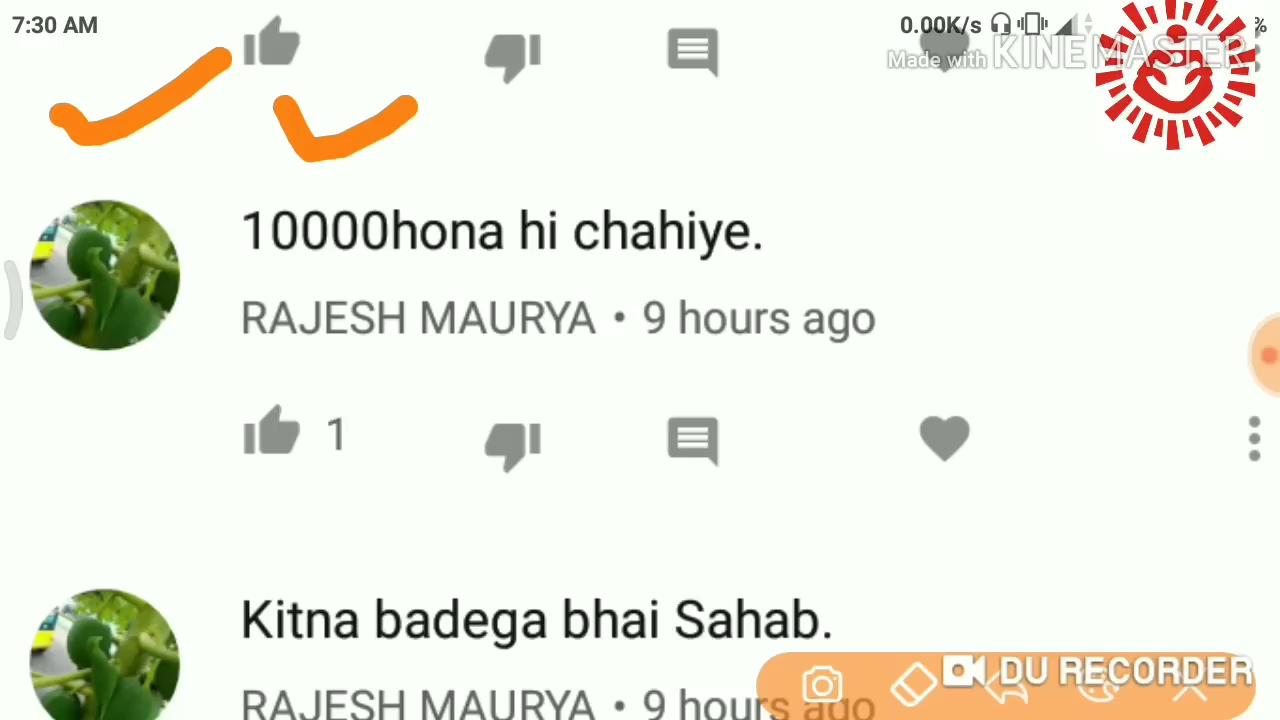 7:30 AM
0.00K/s
%
Made with KINEMASTER
10000hona hi chahiye.
RAJESH MAURYA • 9 hours ago
1
Kitna badega bhai Sahab.
DU RECORDER
RAJESH MAURYA • 9 hours ago